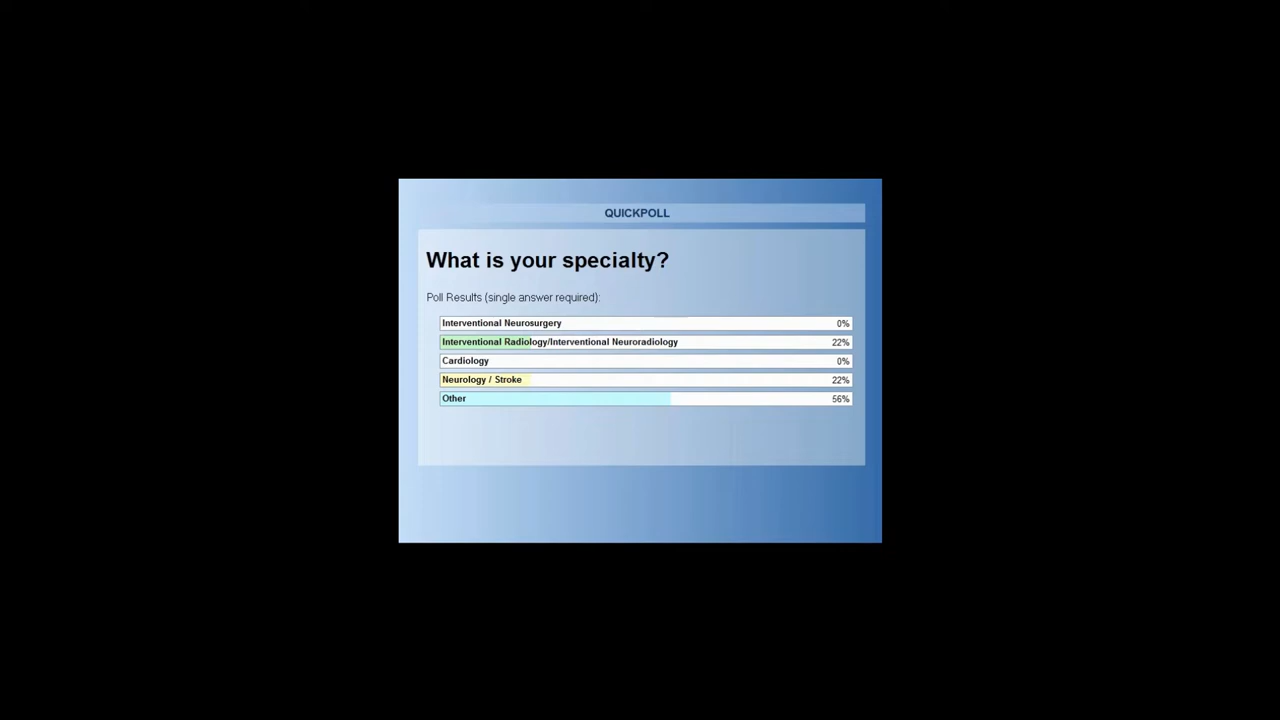 QUICKPOLL
What is your specialty?
Poll Results (single answer required):
Interventional Neurosurgery 0%
Interventional Radiology/Interventional Neuroradiology 22%
Cardiology 0%
Neurology / Stroke 22%
Other 56%